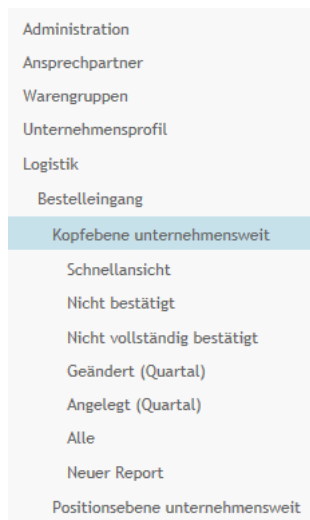 Administration
Ansprechpartner
Warengruppen
Unternehmensprofil
Logistik
Bestelleingang
Kopfebene unternehmensweit
Schnellansicht
Nicht bestätigt
Nicht vollständig bestätigt
Geändert (Quartal)
Angelegt (Quartal)
Alle
Neuer Report
Positionsebene unternehmensweit